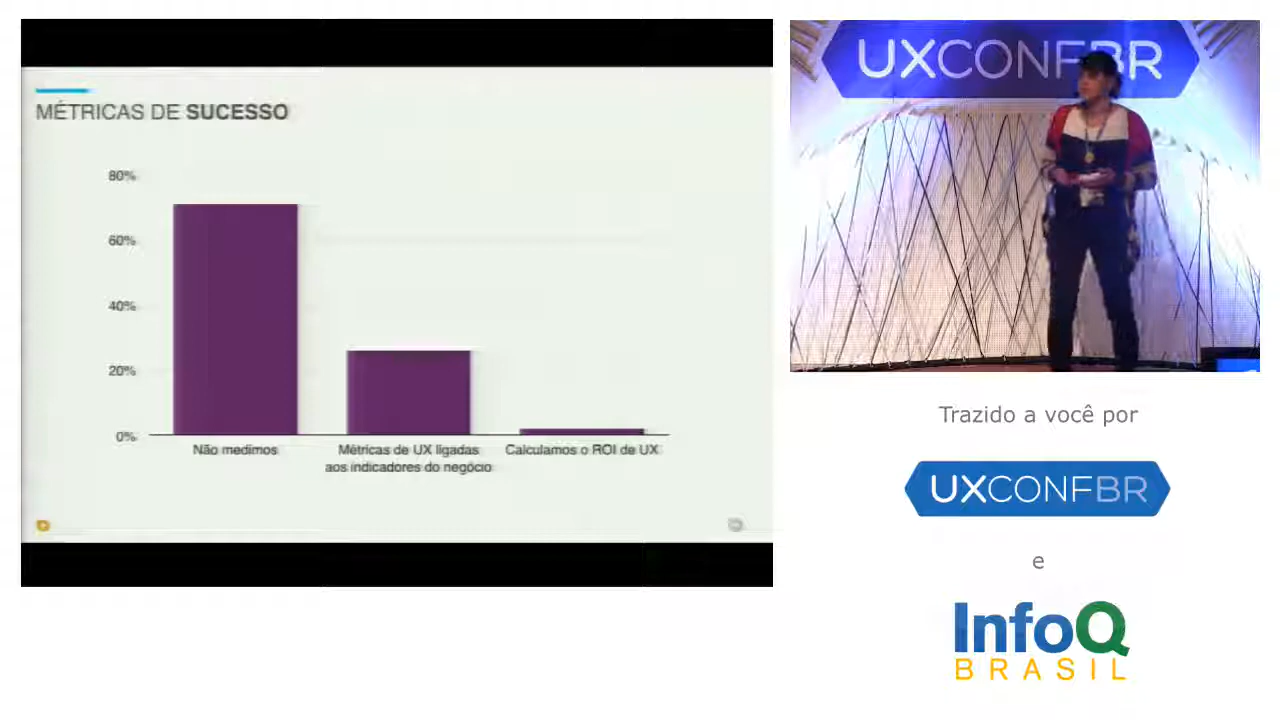 MÉTRICAS DE SUCESSO
80%
60%
40%
20%
0%
Não medimos
Métricas de UX ligadas
aos indicadores do negócio
Calculamos o ROI de UX
UXCONFBR
Trazido a você por
UXCONFBR
e
InfoQ
BRASIL